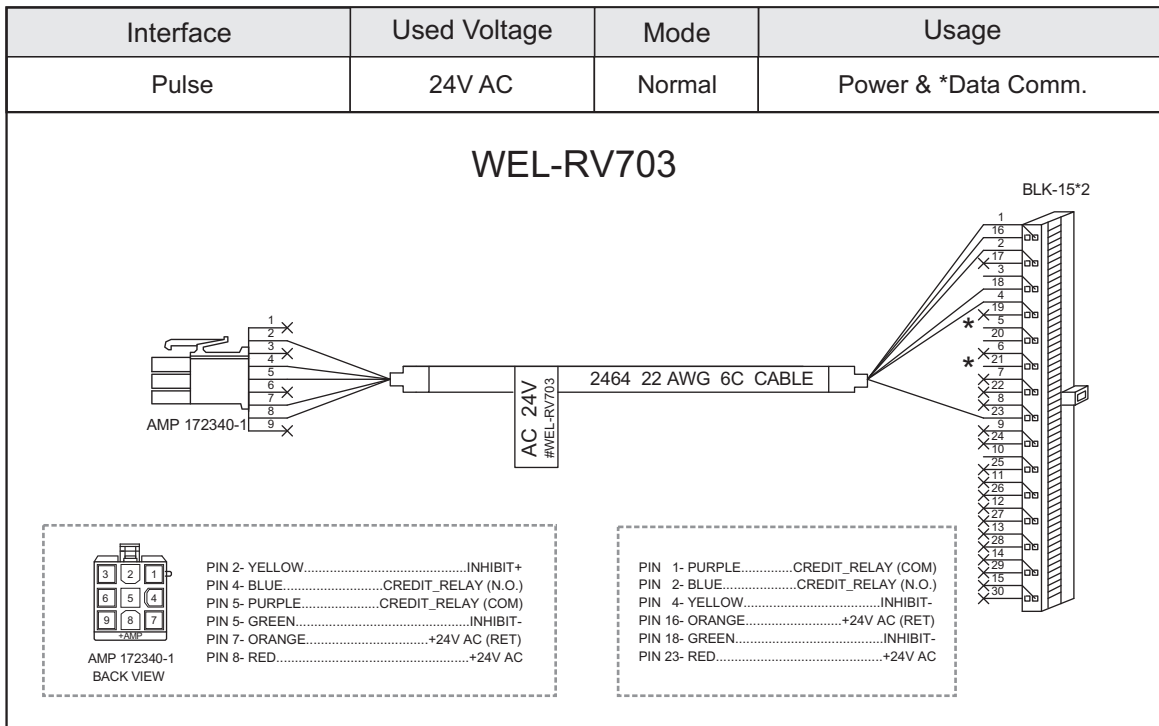 Interface Used Voltage Mode Usage
Pulse 24V AC Normal Power & *Data Comm.
WEL-RV703
BLK-15*2
1
16
2
17
3
18
4
19
* 5
20
6
* 21
7
22
8
23
9
24
10
25
11
26
12
27
13
28
14
29
15
30
1
2
3
4
5
6
7
8
9
AMP 172340-1
AC 24V
#WEL-RV703
2464 22 AWG 6C CABLE
3 2 1
6 5 4
9 8 7
+AMP
AMP 172340-1
BACK VIEW
PIN 2- YELLOW..................................INHIBIT+
PIN 4- BLUE........................CREDIT_RELAY (N.O.)
PIN 5- PURPLE....................CREDIT_RELAY (COM)
PIN 5- GREEN....................................INHIBIT-
PIN 7- ORANGE..........................+24V AC (RET)
PIN 8- RED..........................................+24V AC
PIN 1- PURPLE.............CREDIT_RELAY (COM)
PIN 2- BLUE..................CREDIT_RELAY (N.O.)
PIN 4- YELLOW..............................INHIBIT-
PIN 16- ORANGE....................+24V AC (RET)
PIN 18- GREEN...............................INHIBIT-
PIN 23- RED....................................+24V AC